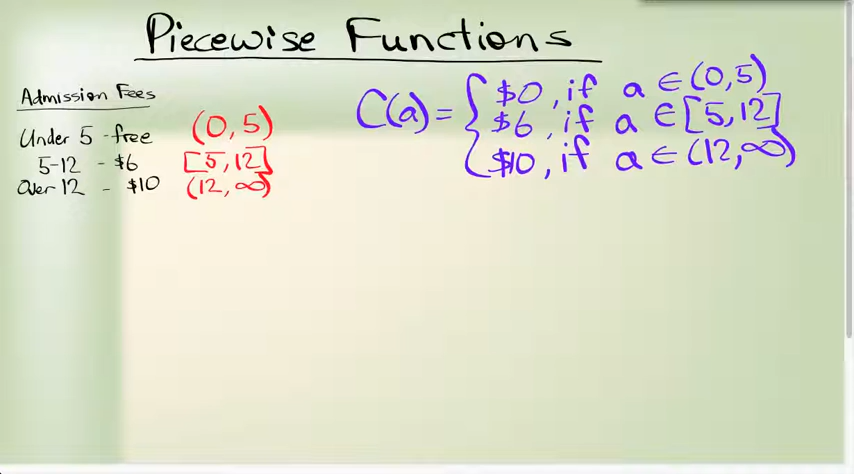 Piecewise Functions
Admission Fees
Under 5 - free (0, 5)
5-12 - $6 [5, 12]
Over 12 - $10 (12, ∞)
C(a) = { $0, if a ∈ (0, 5)
$6, if a ∈ [5, 12]
$10, if a ∈ (12, ∞)